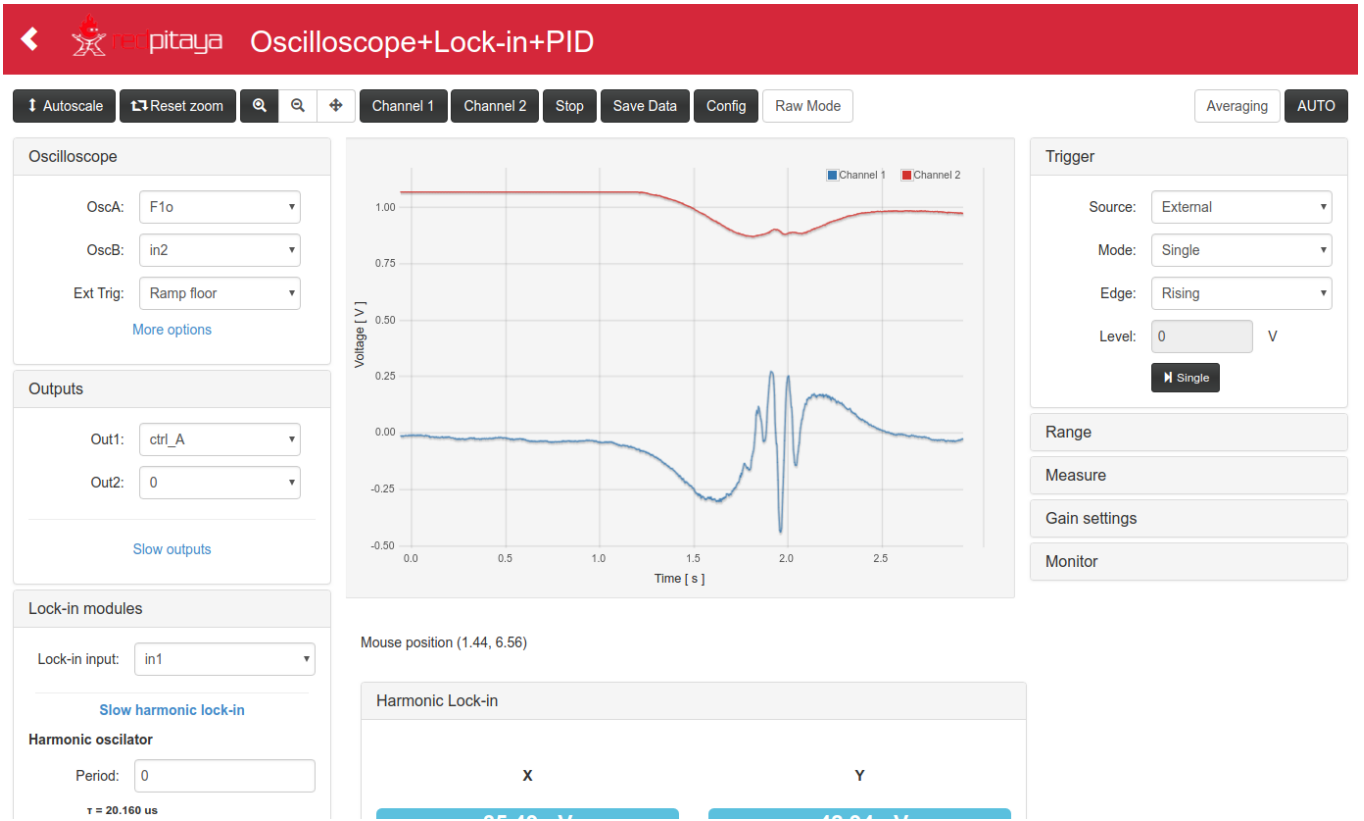 redpitaya Oscilloscope+Lock-in+PID
Autoscale Reset zoom Channel 1 Channel 2 Stop Save Data Config Raw Mode Averaging AUTO
Oscilloscope
OscA: F1o
OscB: in2
Ext Trig: Ramp floor
More options
Outputs
Out1: ctrl_A
Out2: 0
Slow outputs
Lock-in modules
Lock-in input: in1
Slow harmonic lock-in
Harmonic oscilator
Period: 0
τ = 20.160 us
Channel 1 Channel 2
1.00
0.75
0.50
0.25
0.00
-0.25
-0.50
Voltage [ V ]
0.0 0.5 1.0 1.5 2.0 2.5
Time [ s ]
Mouse position (1.44, 6.56)
Harmonic Lock-in
X Y
Trigger
Source: External
Mode: Single
Edge: Rising
Level: 0 V
Single
Range
Measure
Gain settings
Monitor